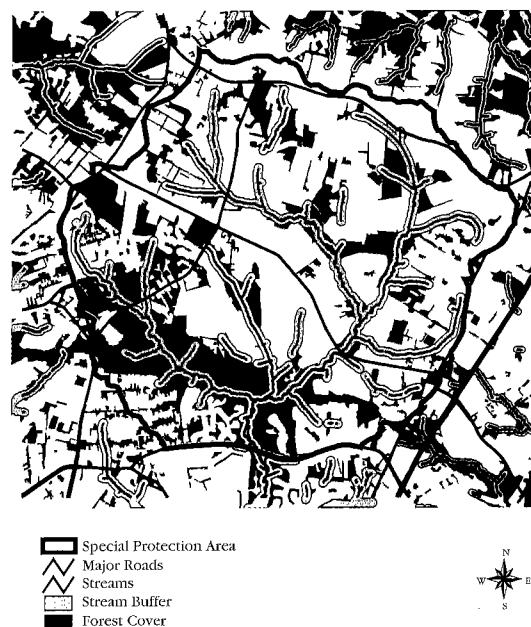 Special Protection Area
Major Roads
Streams
Stream Buffer
Forest Cover
N
W E
S